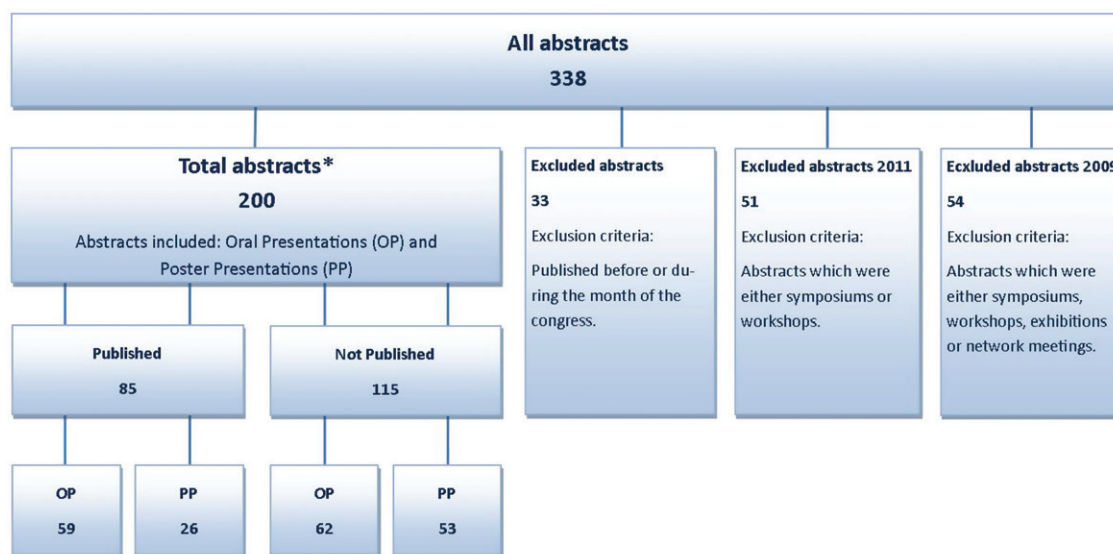 All abstracts
338
Total abstracts*
200
Abstracts included: Oral Presentations (OP) and
Poster Presentations (PP)
Excluded abstracts
33
Exclusion criteria:
Published before or du-
ring the month of the
congress.
Excluded abstracts 2011
51
Exclusion criteria:
Abstracts which were
either symposiums or
workshops.
Ecxluded abstracts 2009
54
Exclusion criteria:
Abstracts which were
either symposiums,
workshops, exhibitions
or network meetings.
Published
85
Not Published
115
OP
59
PP
26
OP
62
PP
53